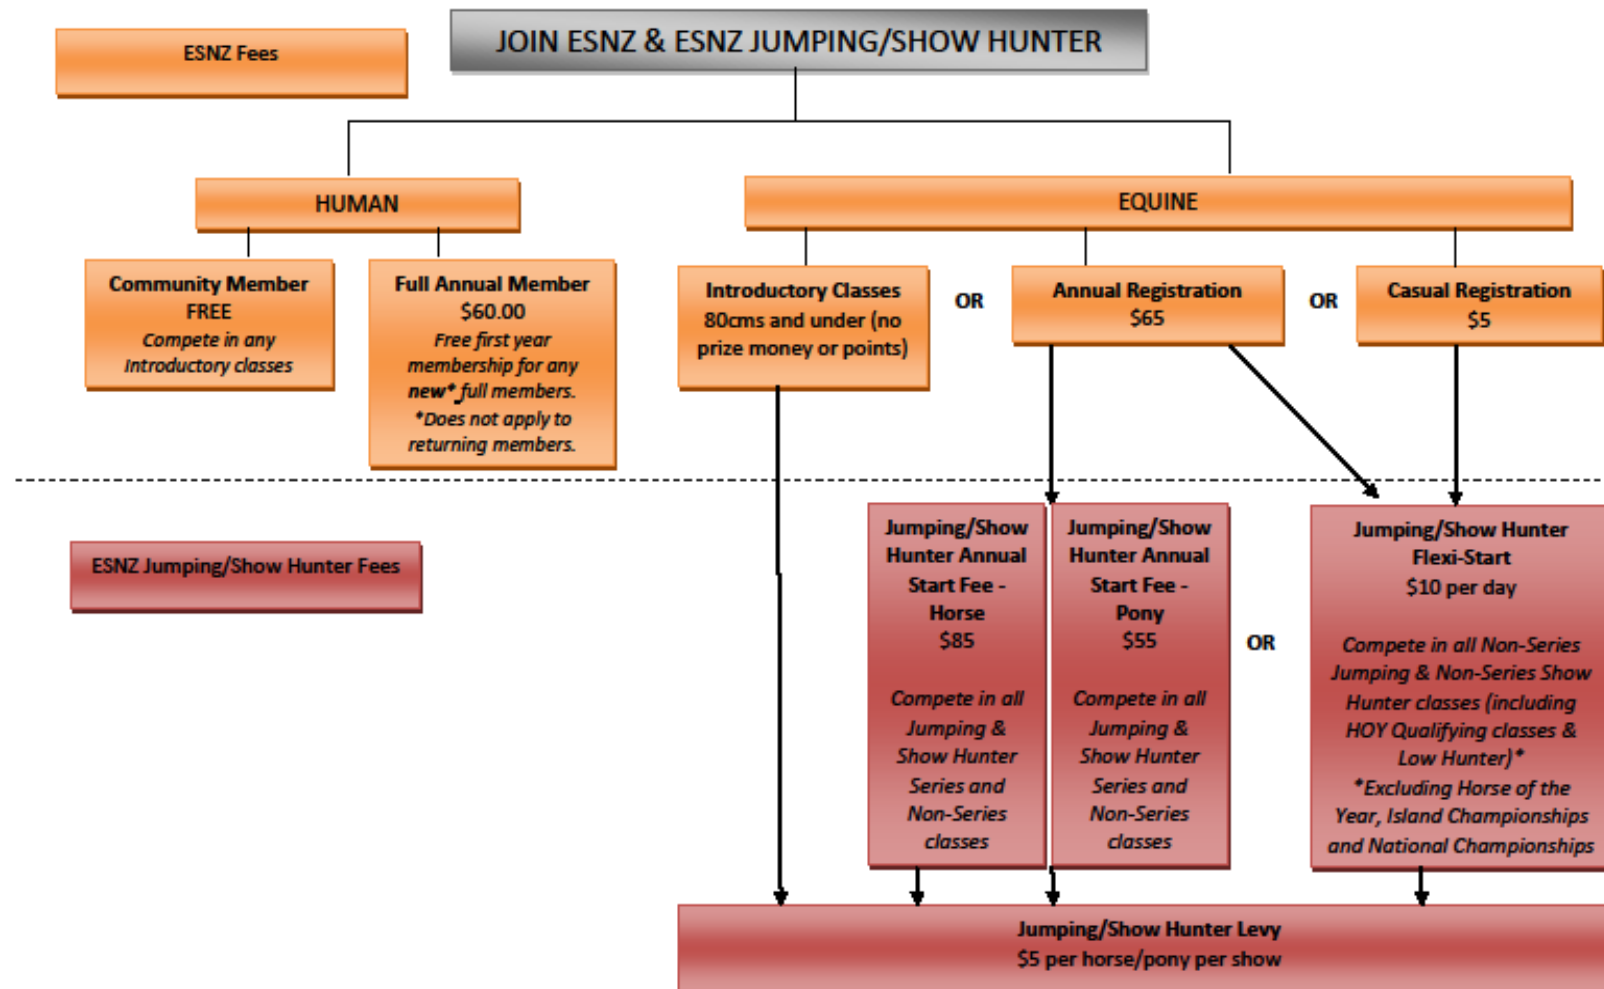 JOIN ESNZ & ESNZ JUMPING/SHOW HUNTER
ESNZ Fees
HUMAN
EQUINE
Community Member
FREE
Compete in any
Introductory classes
Full Annual Member
$60.00
Free first year
membership for any
new* full members.
*Does not apply to
returning members.
Introductory Classes
80cms and under (no
prize money or points)
OR
Annual Registration
$65
OR
Casual Registration
$5
ESNZ Jumping/Show Hunter Fees
Jumping/Show
Hunter Annual
Start Fee -
Horse
$85
Compete in all
Jumping &
Show Hunter
Series and
Non-Series
classes
Jumping/Show
Hunter Annual
Start Fee -
Pony
$55
Compete in all
Jumping &
Show Hunter
Series and
Non-Series
classes
OR
Jumping/Show Hunter
Flexi-Start
$10 per day
Compete in all Non-Series
Jumping & Non-Series Show
Hunter classes (including
HOY Qualifying classes &
Low Hunter)*
*Excluding Horse of the
Year, Island Championships
and National Championships
Jumping/Show Hunter Levy
$5 per horse/pony per show